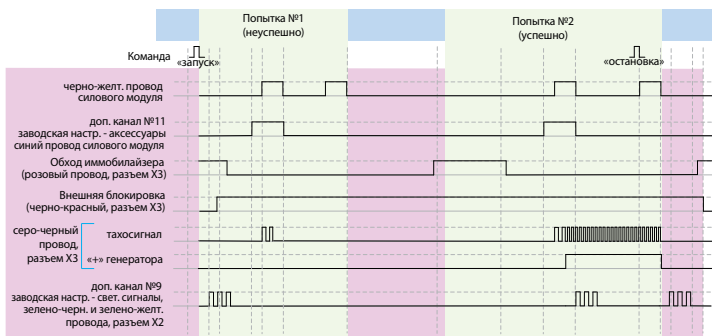 Попытка №1
(неуспешно)
Попытка №2
(успешно)
Команда
«запуск»
«остановка»
черно-желт. провод
силового модуля
доп. канал №11
заводская настр. - аксессуары
синий провод силового модуля
Обход иммобилайзера
(розовый провод, разъем X3)
Внешняя блокировка
(черно-красный, разъем X3)
серо-черный
провод,
разъем X3
тахосигнал
«+» генератора
доп. канал №9
заводская настр. - свет. сигналы,
зелено-черн. и зелено-желт.
провода, разъем X2